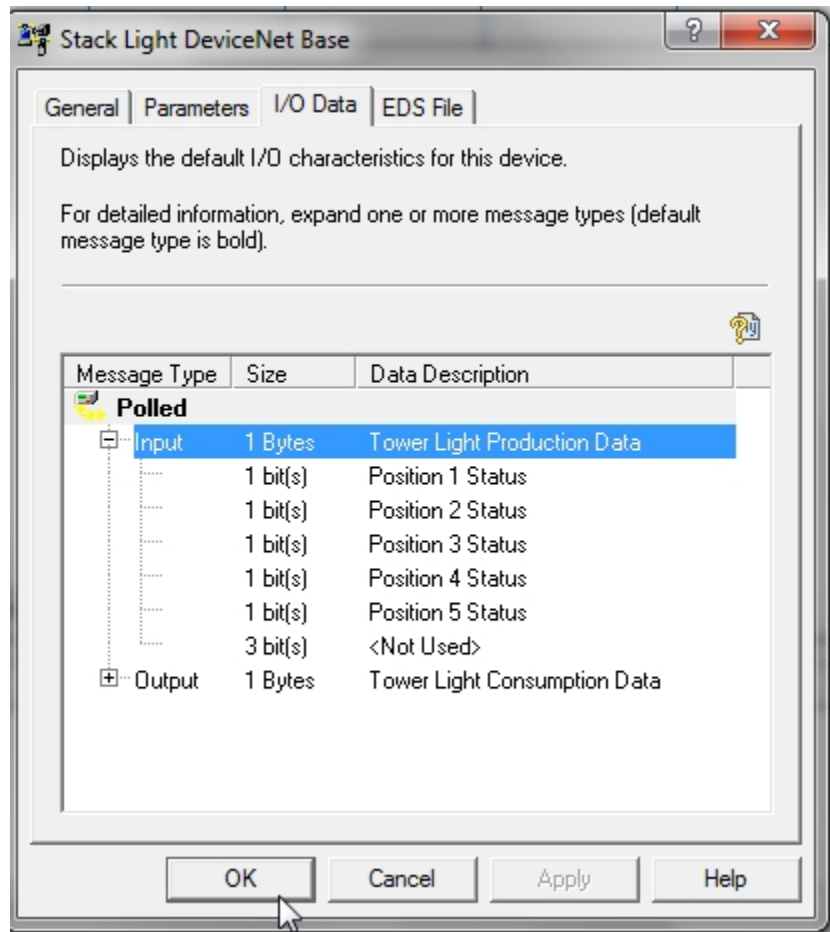 Stack Light DeviceNet Base
?
X
General
Parameters
I/O Data
EDS File
Displays the default I/O characteristics for this device.
For detailed information, expand one or more message types (default
message type is bold).
Message Type Size Data Description
Polled
Input 1 Bytes Tower Light Production Data
1 bit(s) Position 1 Status
1 bit(s) Position 2 Status
1 bit(s) Position 3 Status
1 bit(s) Position 4 Status
1 bit(s) Position 5 Status
3 bit(s) <Not Used>
Output 1 Bytes Tower Light Consumption Data
OK
Cancel
Apply
Help